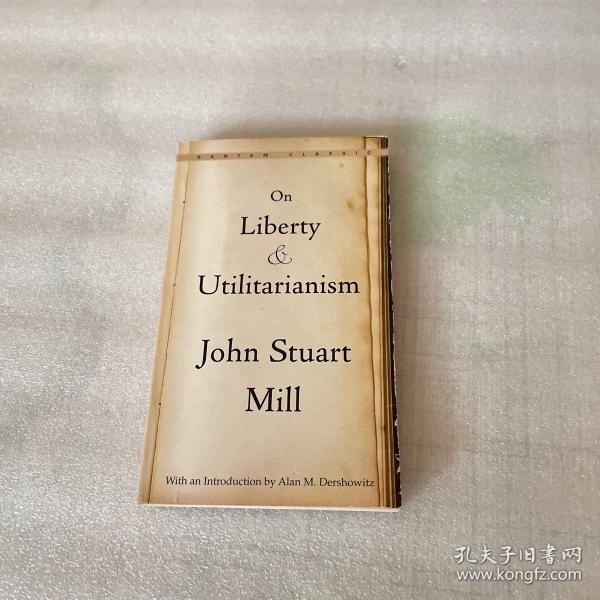 BANTAM CLASSIC
On
Liberty
&
Utilitarianism
John Stuart
Mill
With an Introduction by Alan M. Dershowitz
孔夫子旧书网
www.kongfz.com